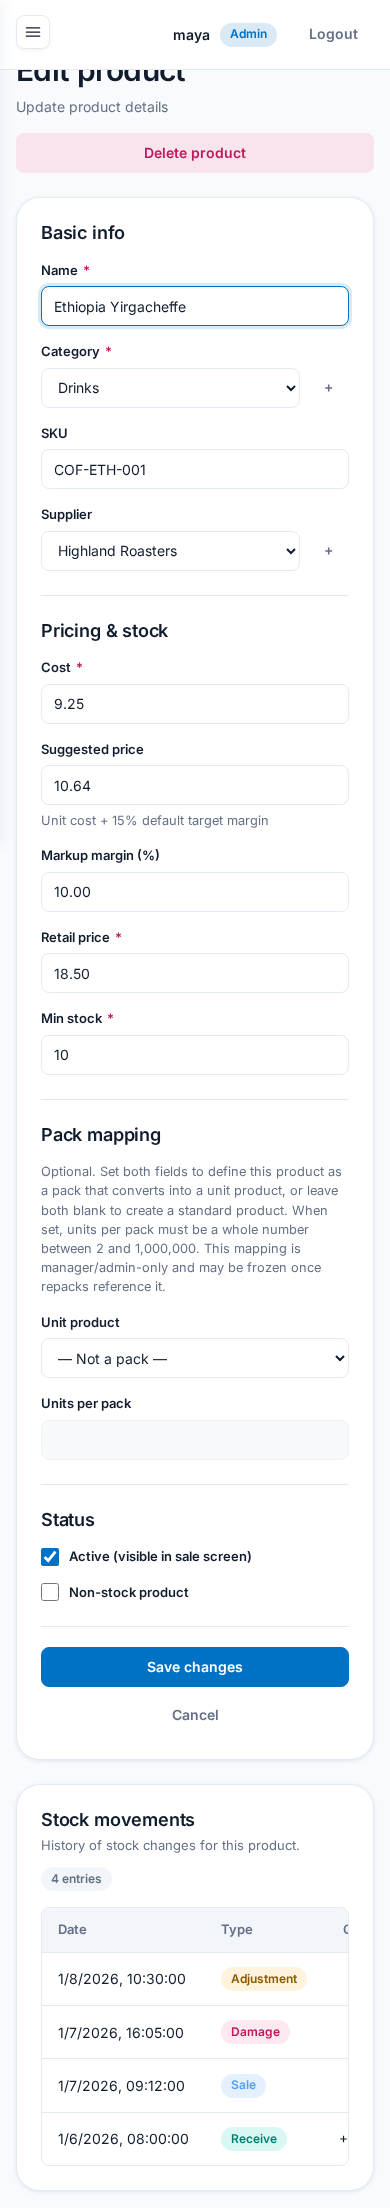 maya Admin Logout
Edit product
Update product details
Delete product
Basic info
Name *
Ethiopia Yirgacheffe
Category *
Drinks +
SKU
COF-ETH-001
Supplier
Highland Roasters +
Pricing & stock
Cost *
9.25
Suggested price
10.64
Unit cost + 15% default target margin
Markup margin (%)
10.00
Retail price *
18.50
Min stock *
10
Pack mapping
Optional. Set both fields to define this product as
a pack that converts into a unit product, or leave
both blank to create a standard product. When
set, units per pack must be a whole number
between 2 and 1,000,000. This mapping is
manager/admin-only and may be frozen once
repacks reference it.
Unit product
— Not a pack —
Units per pack
Status
Active (visible in sale screen)
Non-stock product
Save changes
Cancel
Stock movements
History of stock changes for this product.
4 entries
Date Type
1/8/2026, 10:30:00 Adjustment
1/7/2026, 16:05:00 Damage
1/7/2026, 09:12:00 Sale
1/6/2026, 08:00:00 Receive +